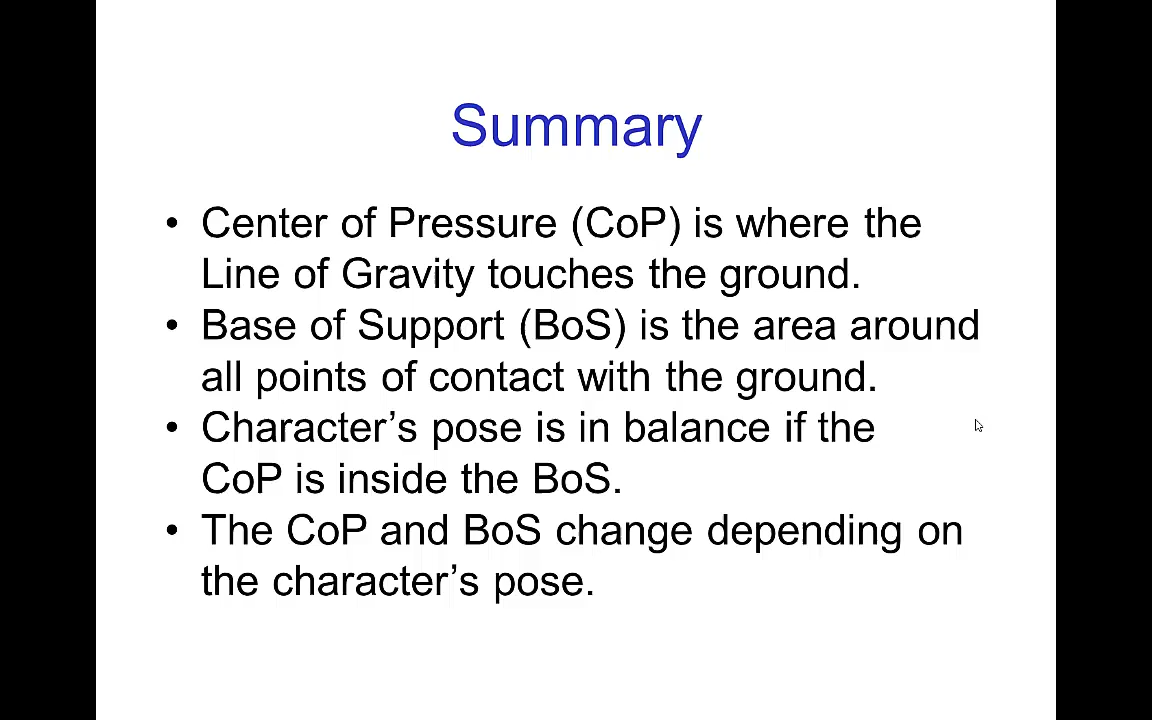 Summary
• Center of Pressure (CoP) is where the
Line of Gravity touches the ground.
• Base of Support (BoS) is the area around
all points of contact with the ground.
• Character’s pose is in balance if the
CoP is inside the BoS.
• The CoP and BoS change depending on
the character’s pose.